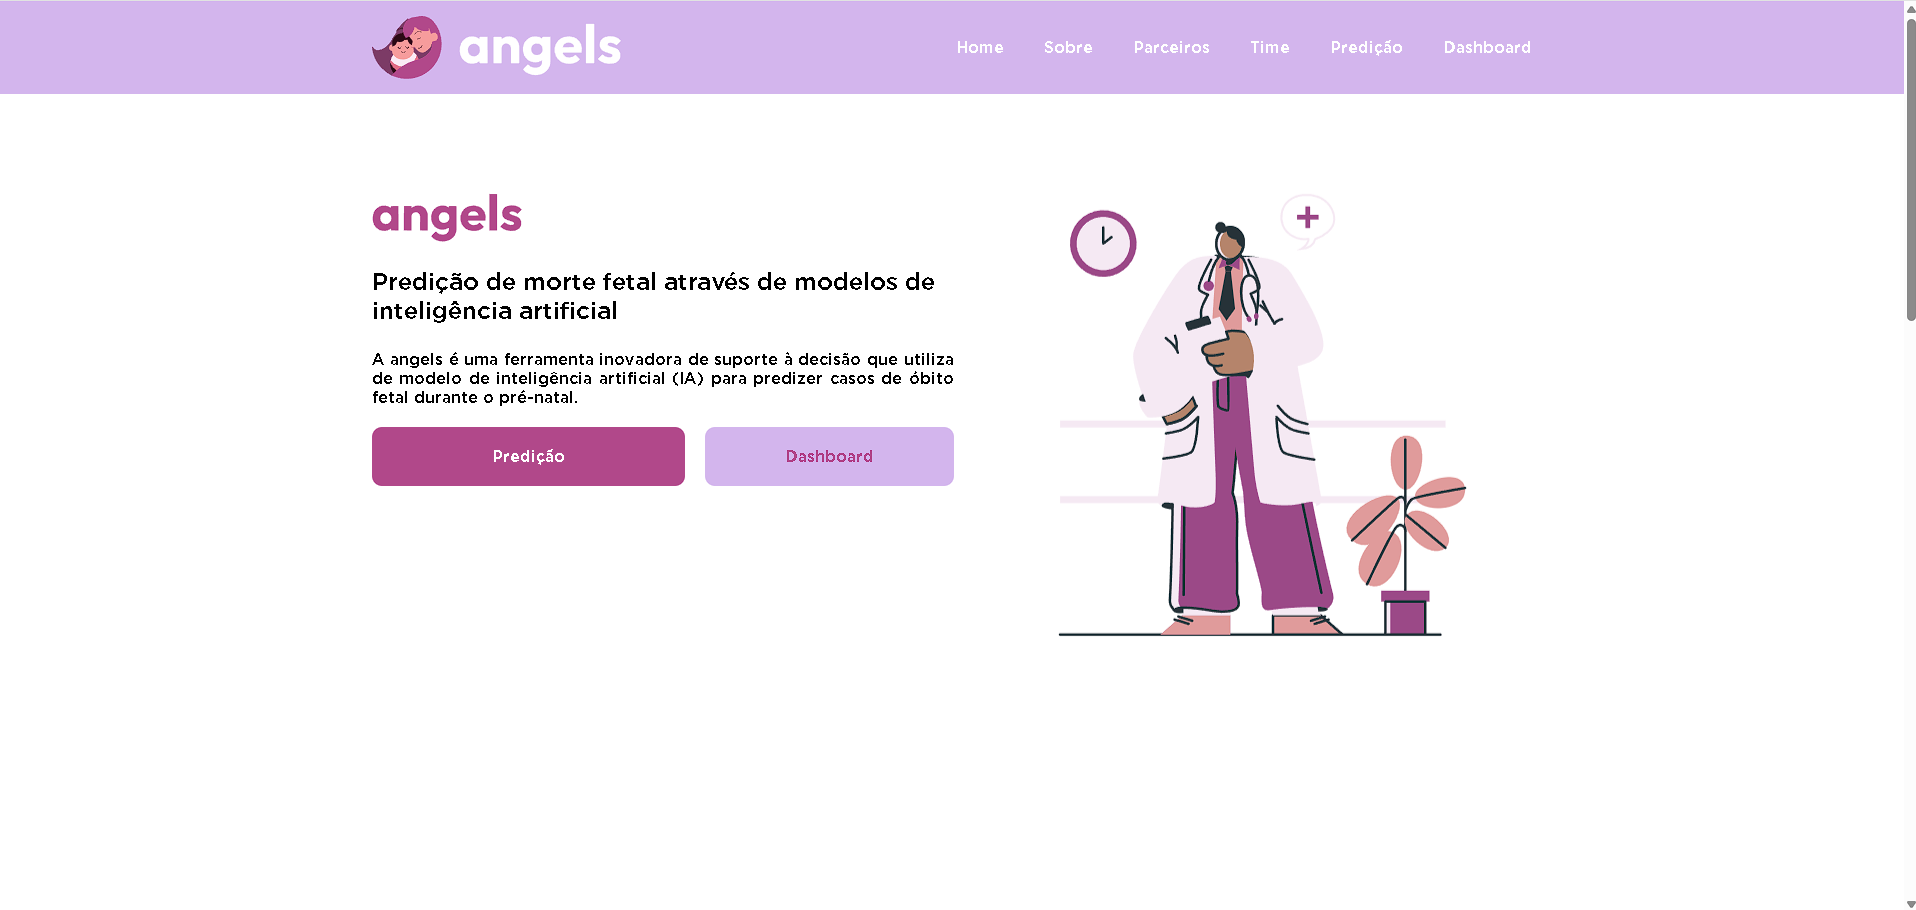 angels
Home Sobre Parceiros Time Predição Dashboard
angels
Predição de morte fetal através de modelos de
inteligência artificial
A angels é uma ferramenta inovadora de suporte à decisão que utiliza
de modelo de inteligência artificial (IA) para predizer casos de óbito
fetal durante o pré-natal.
Predição
Dashboard